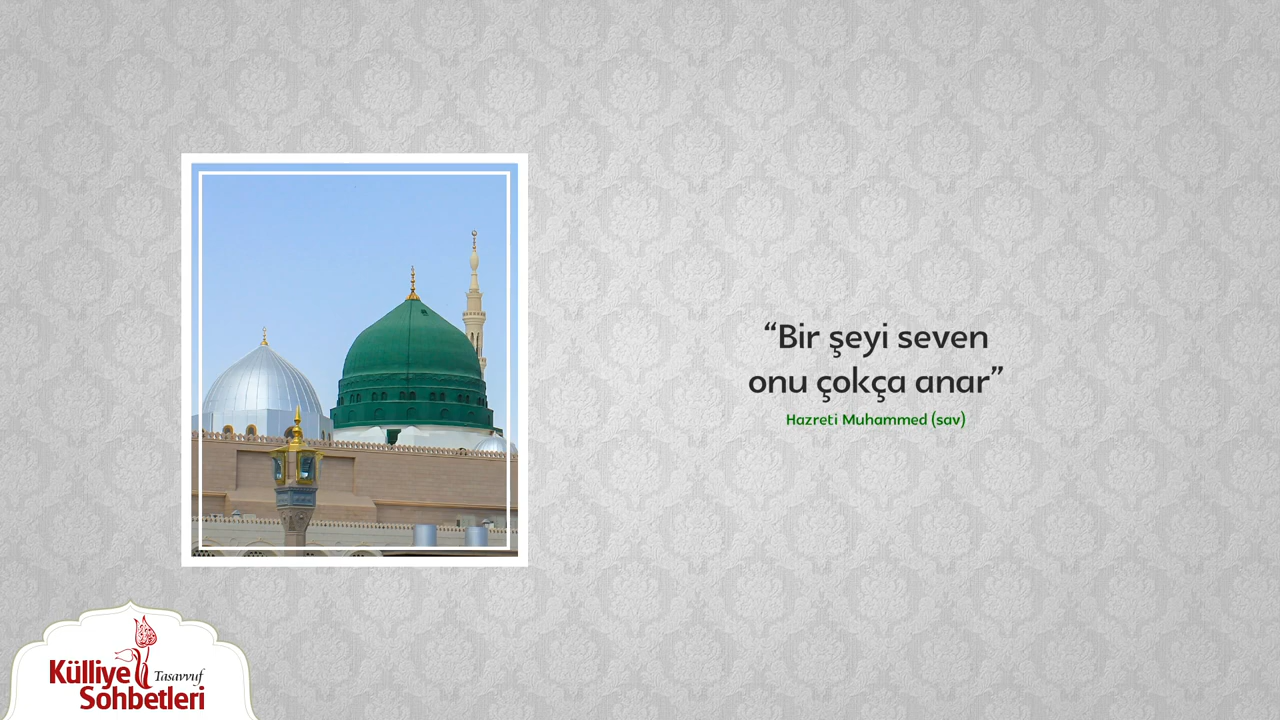 “Bir şeyi seven
onu çokça anar”
Hazreti Muhammed (sav)
Külliye Tasavvuf
Sohbetleri